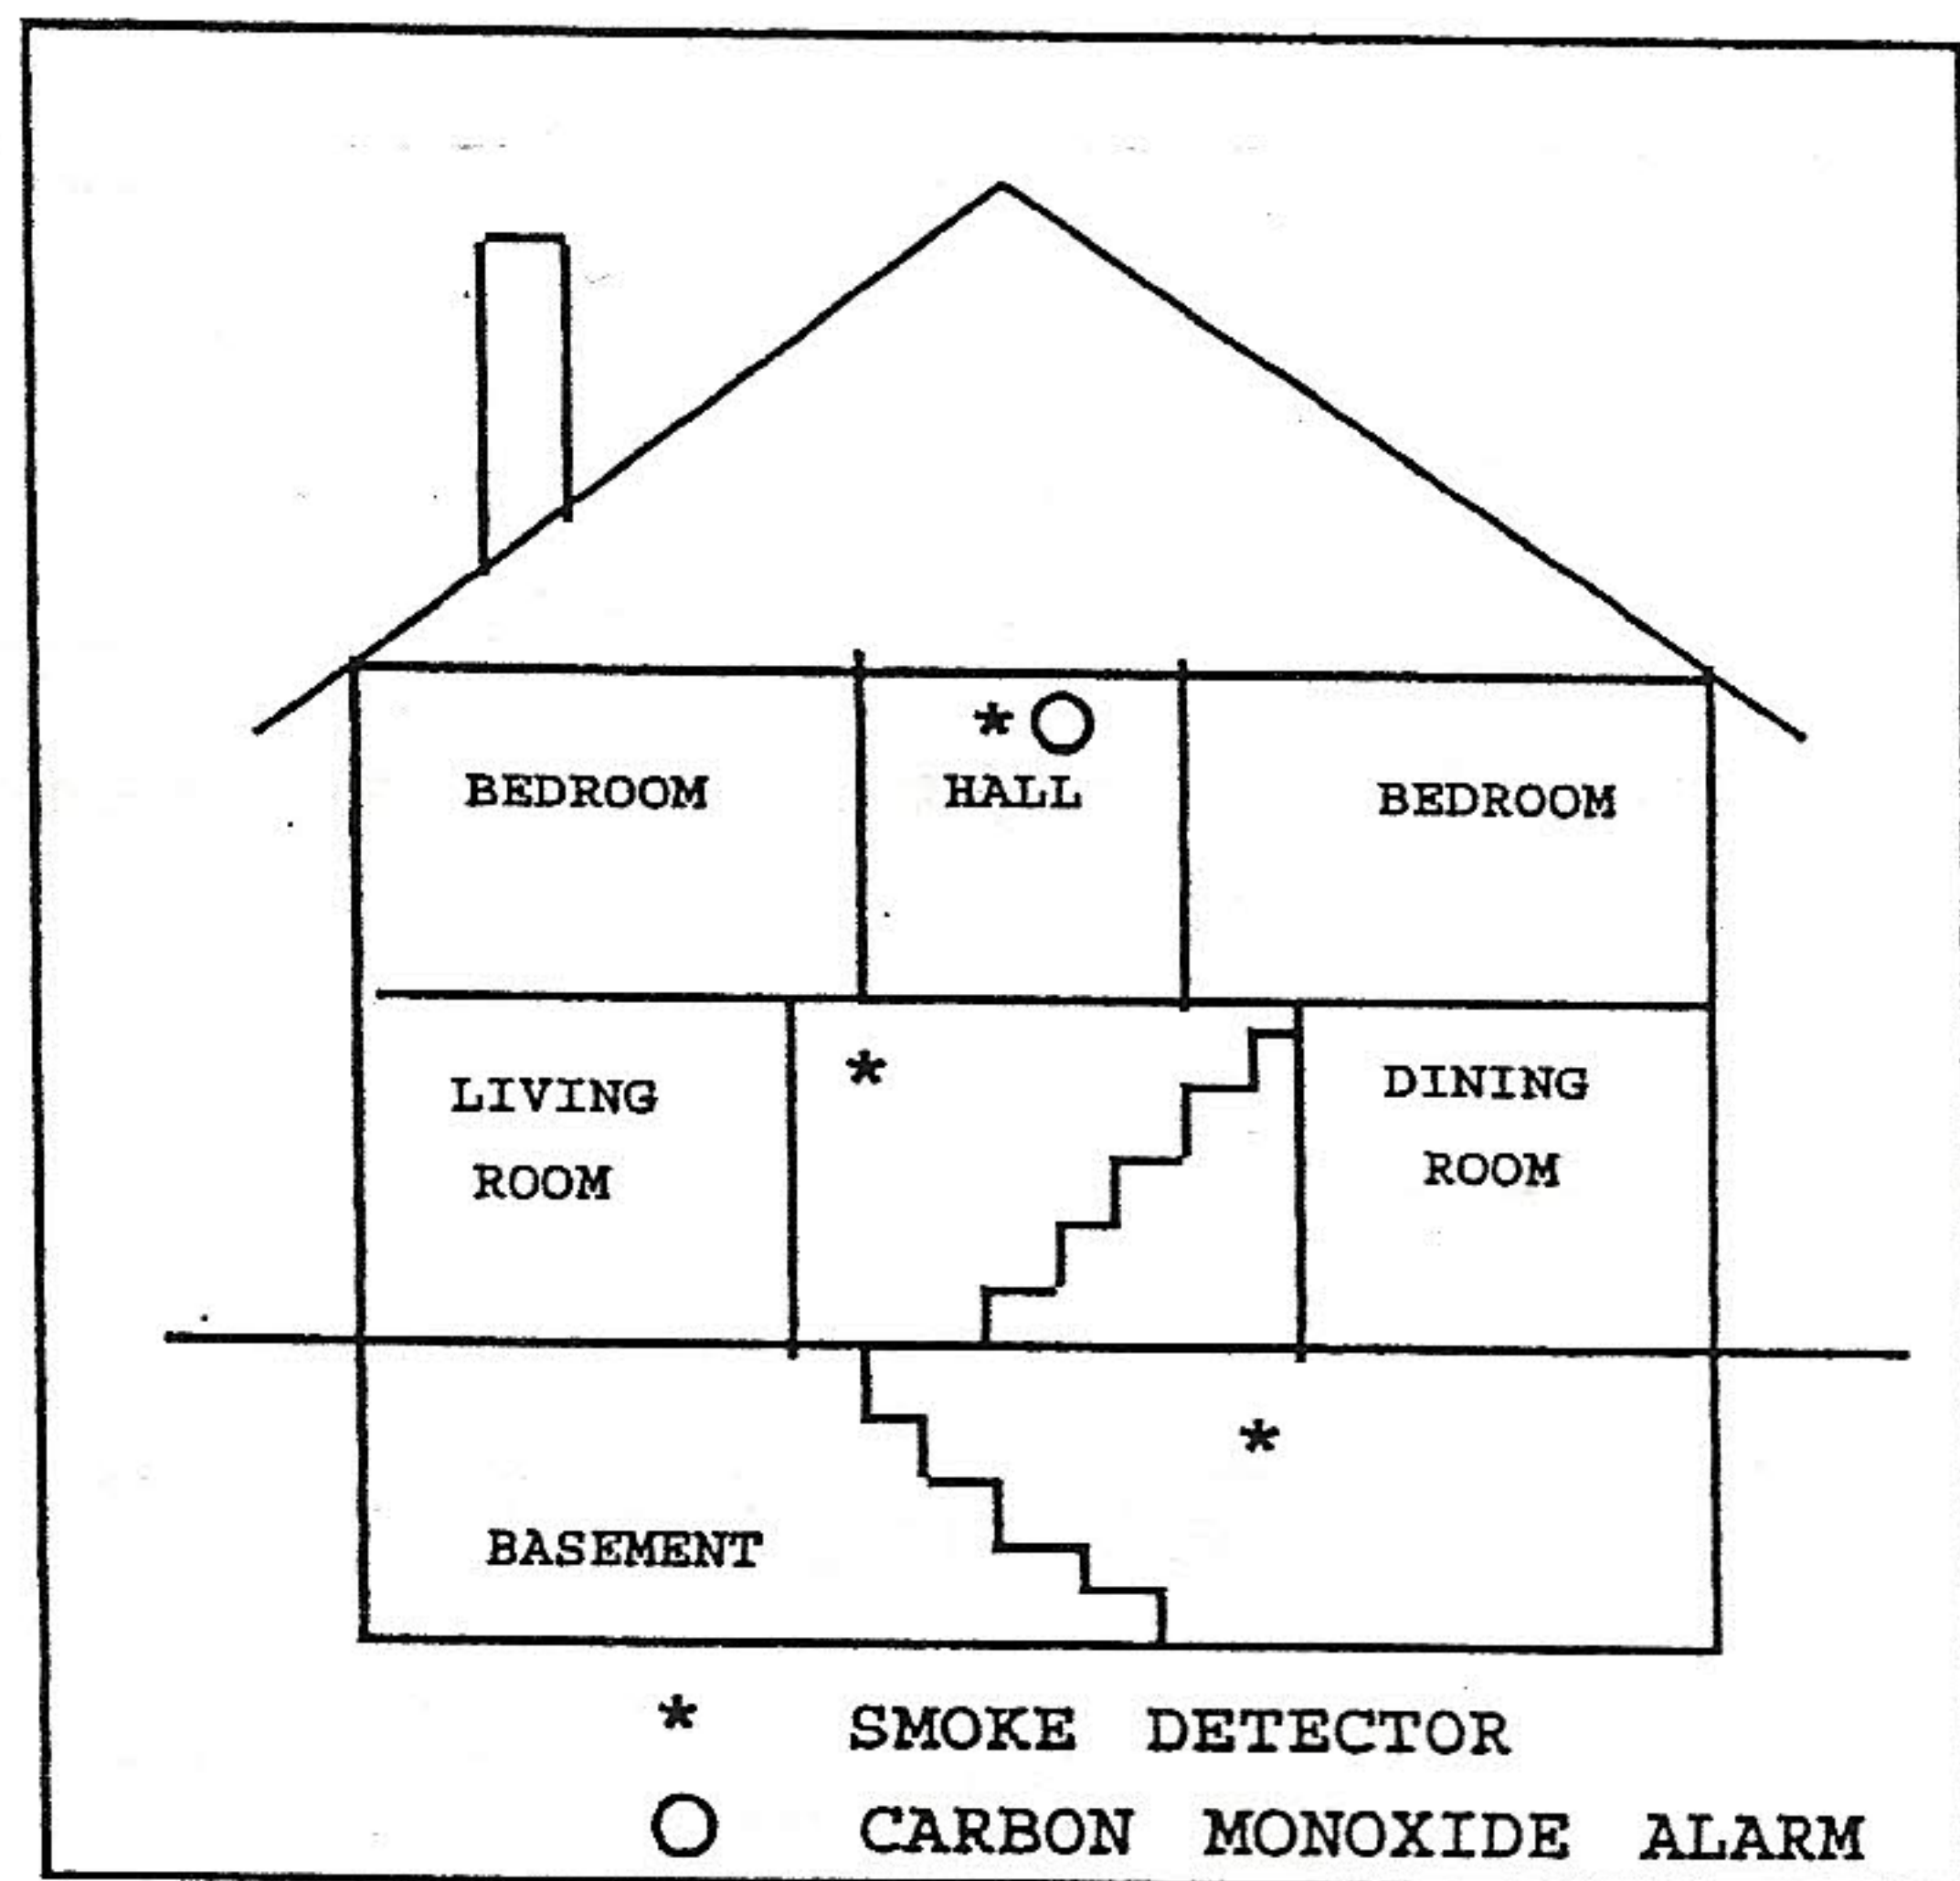 * O
BEDROOM HALL BEDROOM
*
LIVING ROOM
DINING ROOM
*
BASEMENT
* SMOKE DETECTOR
O CARBON MONOXIDE ALARM